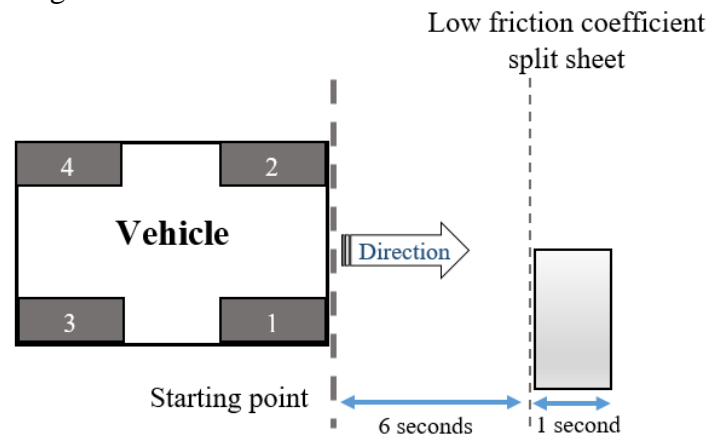 Low friction coefficient
split sheet
4
2
Vehicle
Direction
3
1
Starting point
6 seconds
1 second